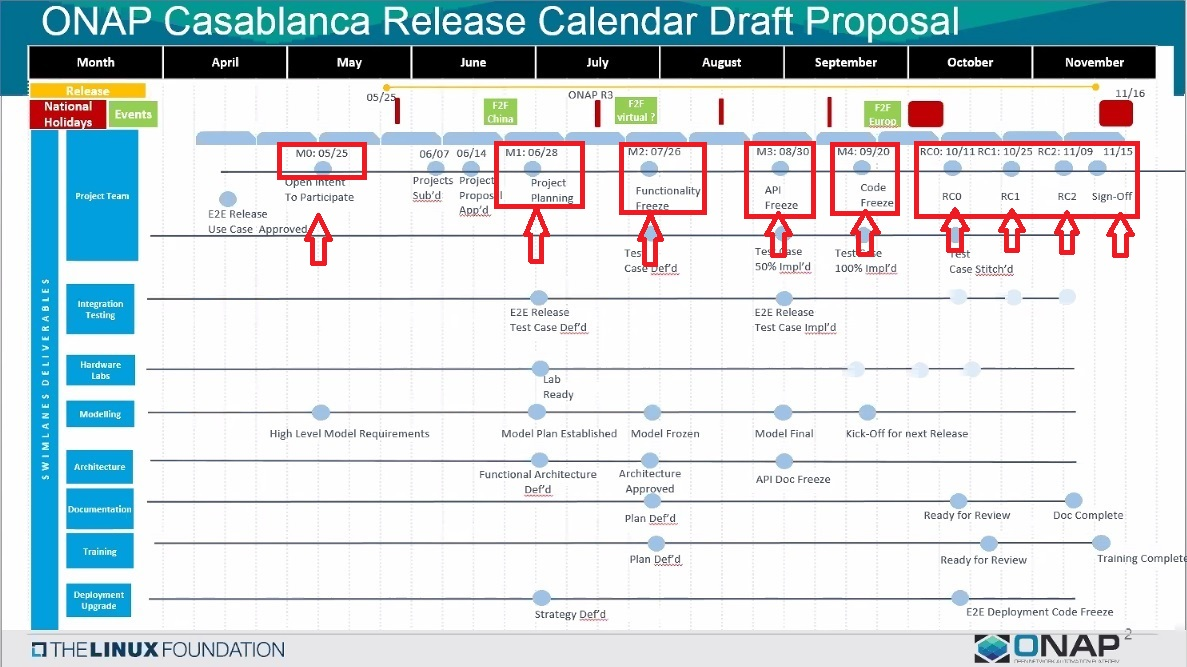 ONAP Casablanca Release Calendar Draft Proposal
Month April May June July August September October November
Release
05/25 ONAP R3 11/16
National
Holidays
Events
F2F
China
F2F
virtual ?
F2F
Europ
SWIMLANES DELIVERABLES
Project Team
E2E Release
Use Case Approved
M0: 05/25
Open Intent
To Participate
06/07
Projects
Sub'd
06/14
Project
Proposal
App'd
M1: 06/28
Project
Planning
M2: 07/26
Functionality
Freeze
M3: 08/30
API
Freeze
M4: 09/20
Code
Freeze
RC0: 10/11 RC1: 10/25 RC2: 11/09 11/15
RC0 RC1 RC2 Sign-Off
Test
Case Def'd
Test Case
50% Impl'd
Test Case
100% Impl'd
Test
Case Stitch'd
Integration
Testing
E2E Release
Test Case Def'd
E2E Release
Test Case Impl'd
Hardware
Labs
Lab
Ready
Modelling
High Level Model Requirements
Model Plan Established
Model Frozen
Model Final
Kick-Off for next Release
Architecture
Functional Architecture
Def'd
Architecture
Approved
API Doc Freeze
Documentation
Plan Def'd
Ready for Review
Doc Complete
Training
Plan Def'd
Ready for Review
Training Complete
Deployment
Upgrade
Strategy Def'd
E2E Deployment Code Freeze
THE LINUX FOUNDATION
ONAP
OPEN NETWORK AUTOMATION PLATFORM
2